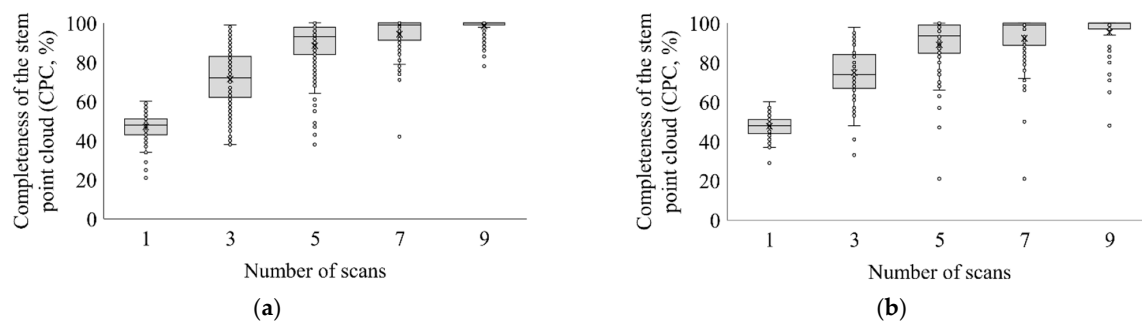 Completeness of the stem
point cloud (CPC, %)
100
80
60
40
20
0
1 3 5 7 9
Number of scans
(a)
Completeness of the stem
point cloud (CPC, %)
100
80
60
40
20
0
1 3 5 7 9
Number of scans
(b)